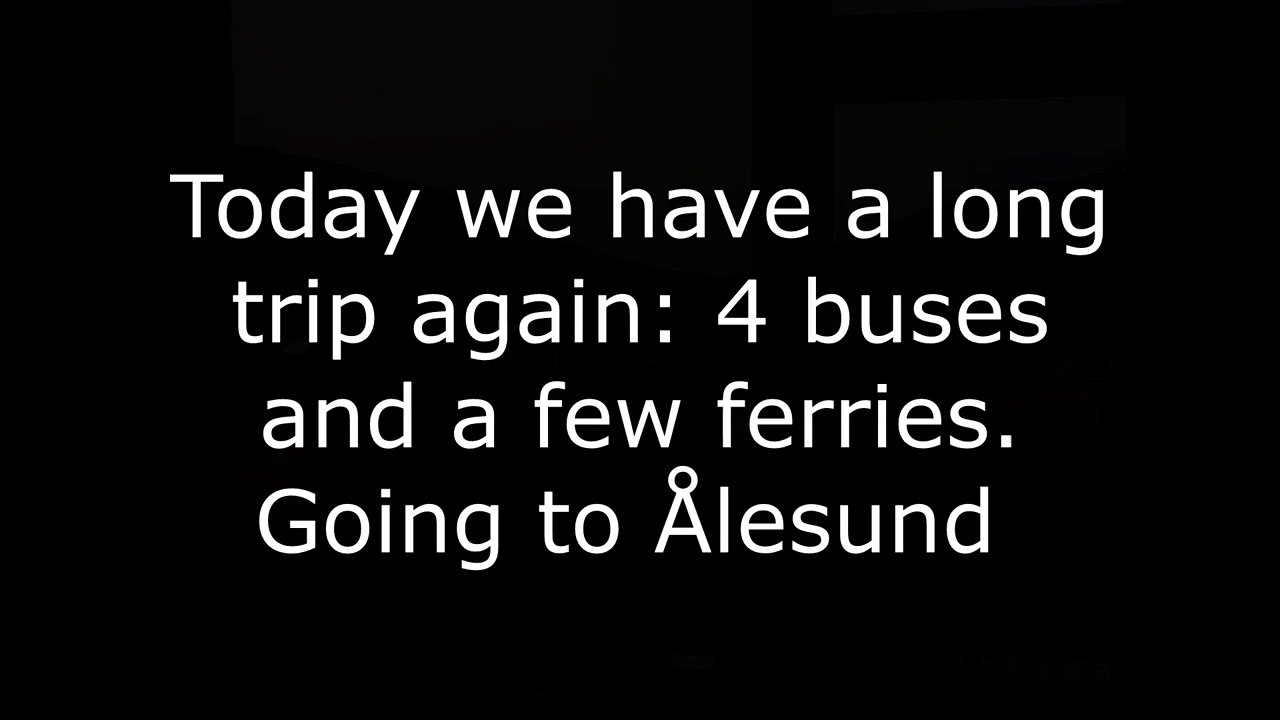 Today we have a long
trip again: 4 buses
and a few ferries.
Going to Ålesund